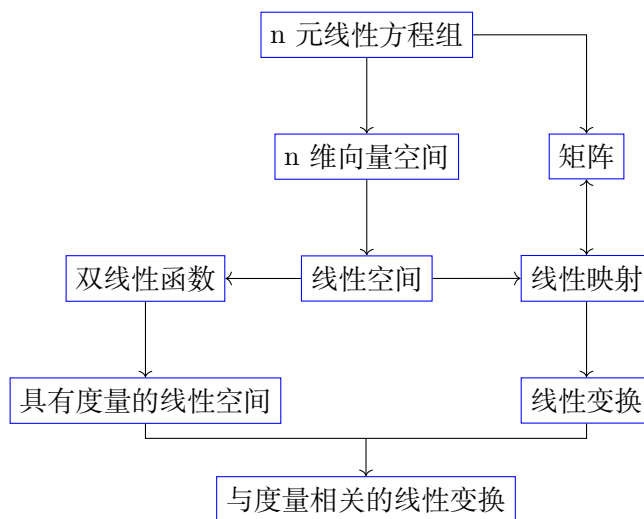 n 元线性方程组
n 维向量空间
矩阵
双线性函数
线性空间
线性映射
具有度量的线性空间
线性变换
与度量相关的线性变换